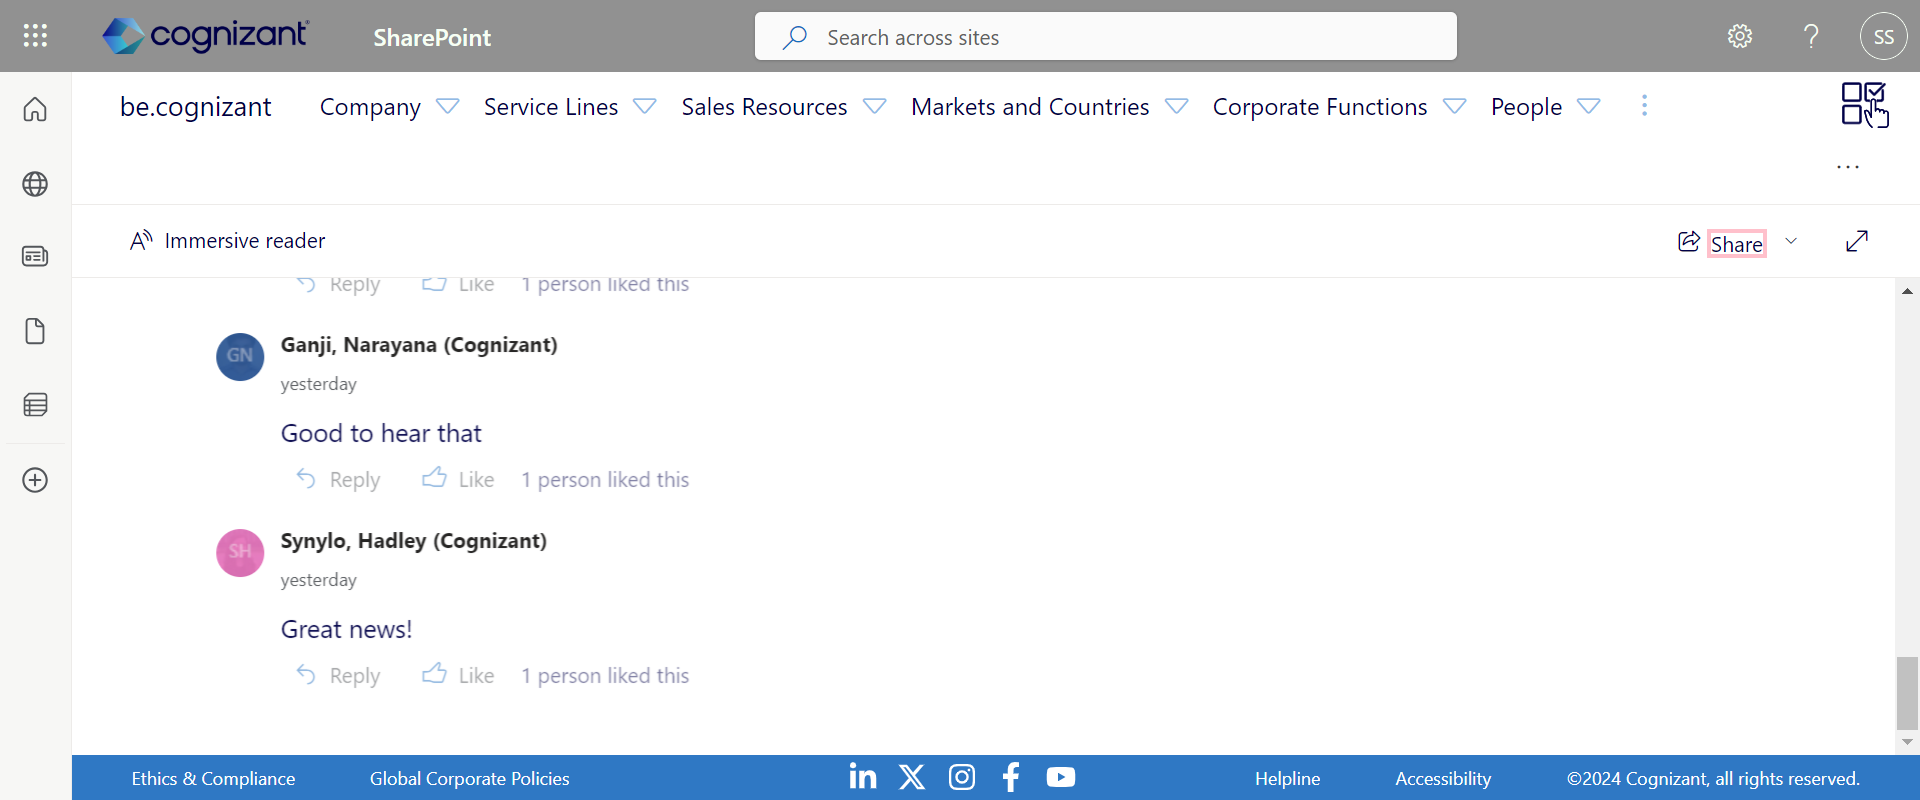 cognizant SharePoint Search across sites ? SS
be.cognizant Company Service Lines Sales Resources Markets and Countries Corporate Functions People
Immersive reader Share
Reply Like 1 person liked this
GN Ganji, Narayana (Cognizant)
yesterday
Good to hear that
Reply Like 1 person liked this
SH Synylo, Hadley (Cognizant)
yesterday
Great news!
Reply Like 1 person liked this
Ethics & Compliance Global Corporate Policies Helpline Accessibility ©2024 Cognizant, all rights reserved.